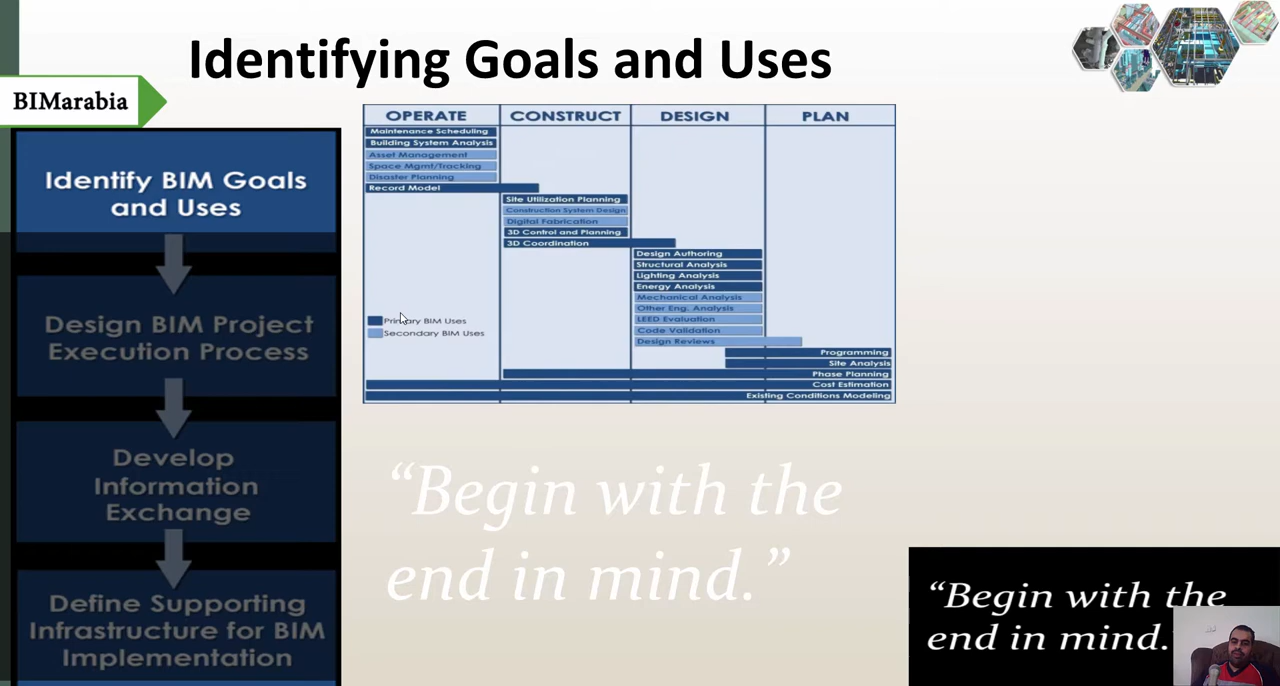 Identifying Goals and Uses
BIMarabia
Identify BIM Goals
and Uses
Design BIM Project
Execution Process
Develop
Information
Exchange
Define Supporting
Infrastructure for BIM
Implementation
OPERATE CONSTRUCT DESIGN PLAN
Maintenance Scheduling
Building System Analysis
Asset Management
Space Mgmt/Tracking
Disaster Planning
Record Model
Site Utilization Planning
Construction System Design
Digital Fabrication
3D Control and Planning
3D Coordination
Design Authoring
Structural Analysis
Lighting Analysis
Energy Analysis
Mechanical Analysis
Other Eng. Analysis
LEED Evaluation
Code Validation
Design Reviews
Programming
Site Analysis
Phase Planning
Cost Estimation
Existing Conditions Modeling
Primary BIM Uses
Secondary BIM Uses
“Begin with the
end in mind.”
“Begin with the
end in mind.